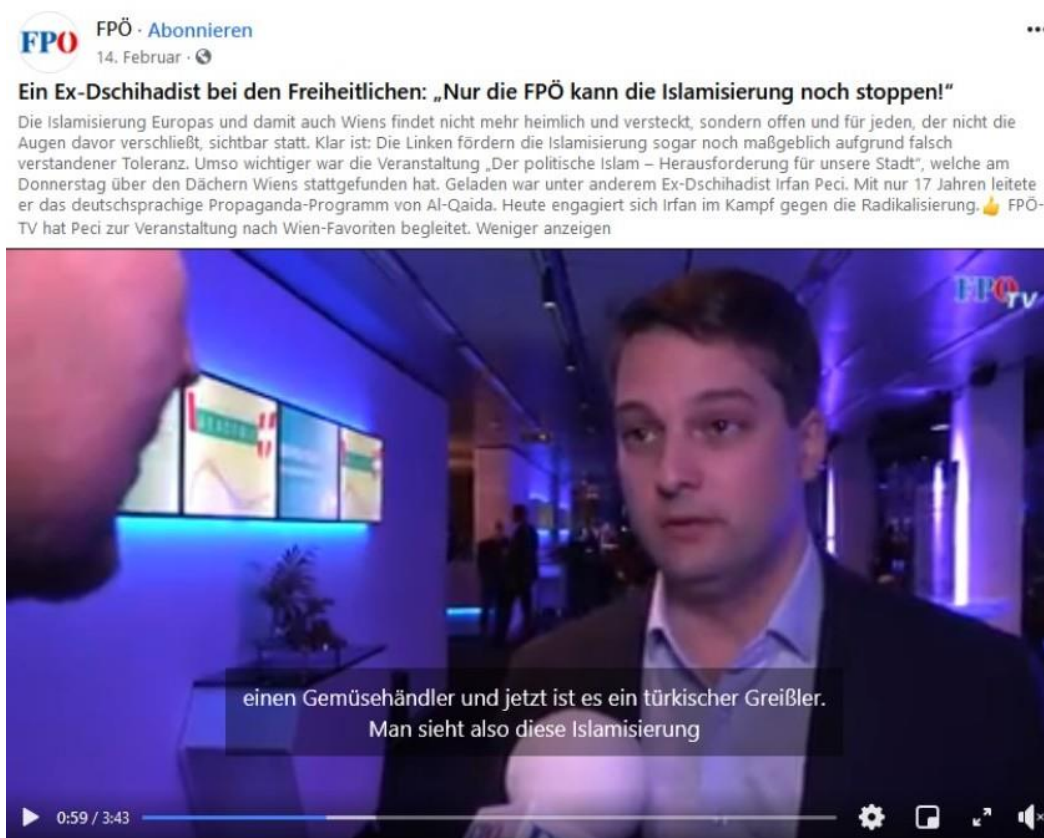 FPÖ
FPÖ · Abonnieren
14. Februar ·
Ein Ex-Dschihadist bei den Freiheitlichen: „Nur die FPÖ kann die Islamisierung noch stoppen!“
Die Islamisierung Europas und damit auch Wiens findet nicht mehr heimlich und versteckt, sondern offen und für jeden, der nicht die
Augen davor verschließt, sichtbar statt. Klar ist: Die Linken fördern die Islamisierung sogar noch maßgeblich aufgrund falsch
verstandener Toleranz. Umso wichtiger war die Veranstaltung „Der politische Islam – Herausforderung für unsere Stadt“, welche am
Donnerstag über den Dächern Wiens stattgefunden hat. Geladen war unter anderem Ex-Dschihadist Irfan Peci. Mit nur 17 Jahren leitete
er das deutschsprachige Propaganda-Programm von Al-Qaida. Heute engagiert sich Irfan im Kampf gegen die Radikalisierung.👍 FPÖ-
TV hat Peci zur Veranstaltung nach Wien-Favoriten begleitet. Weniger anzeigen
FPÖ TV
einen Gemüsehändler und jetzt ist es ein türkischer Greißler.
Man sieht also diese Islamisierung
0:59 / 3:43